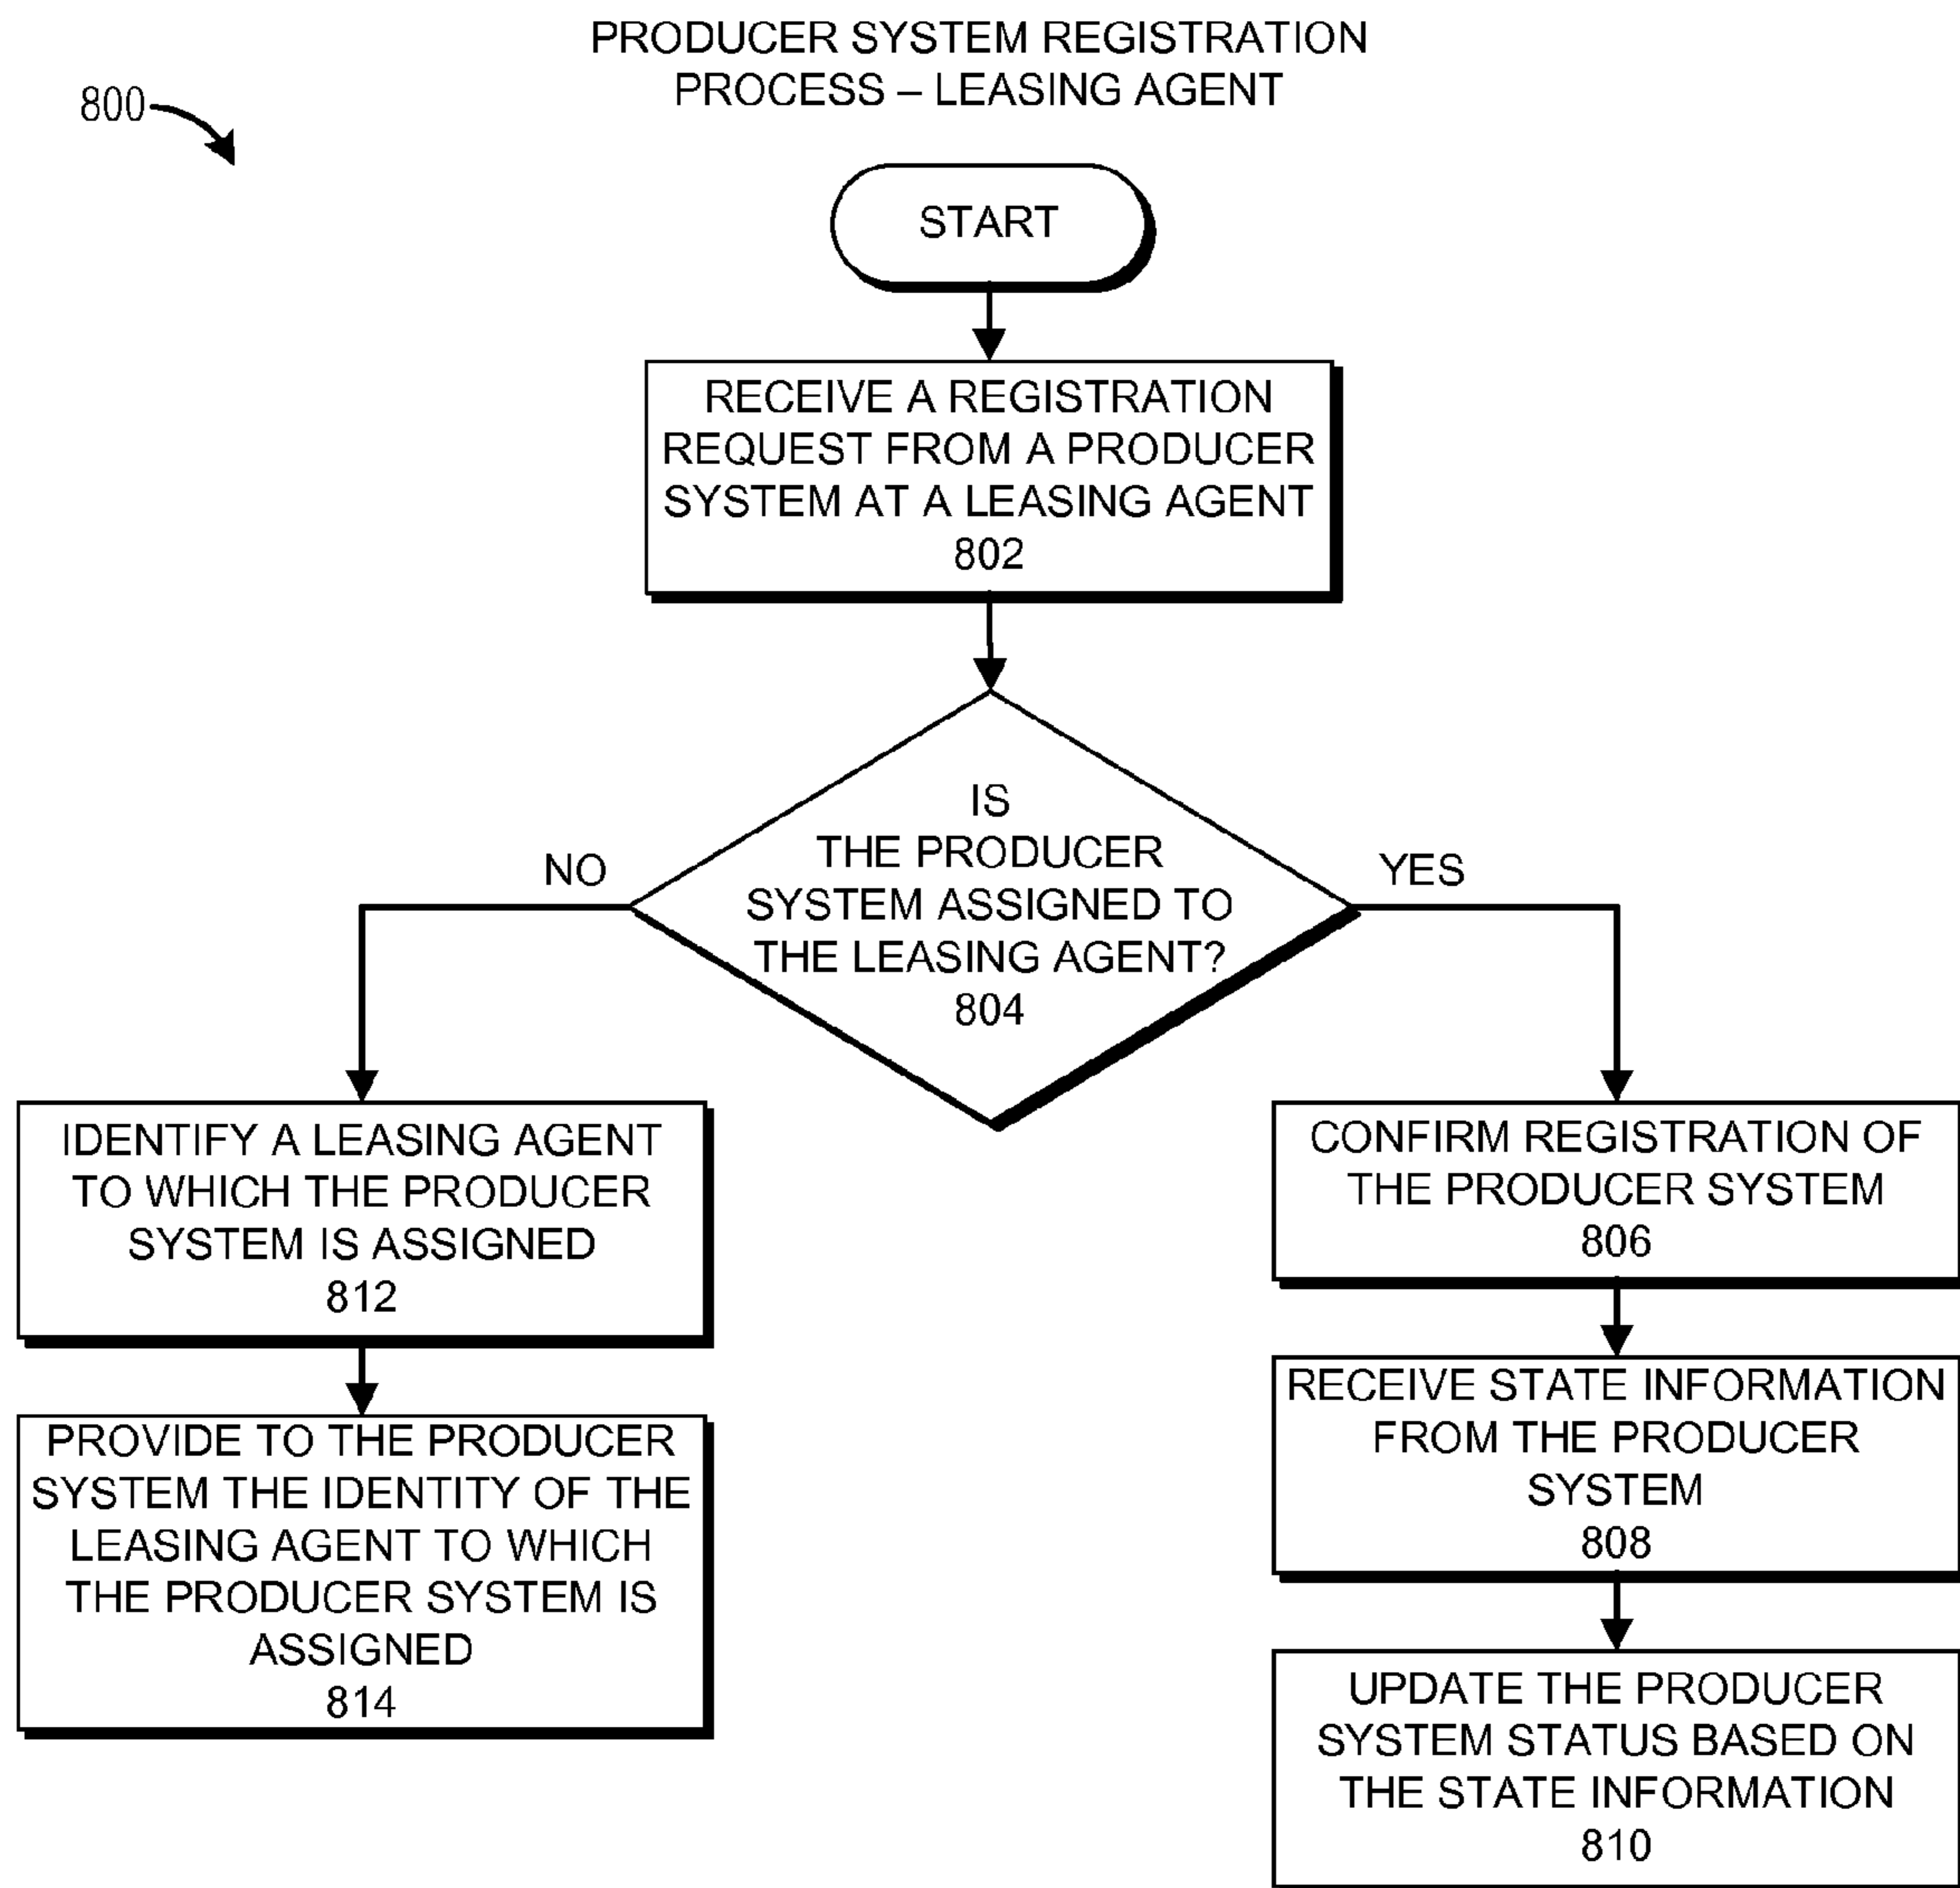 PRODUCER SYSTEM REGISTRATION
PROCESS – LEASING AGENT
800
START
RECEIVE A REGISTRATION
REQUEST FROM A PRODUCER
SYSTEM AT A LEASING AGENT
802
IS
THE PRODUCER
SYSTEM ASSIGNED TO
THE LEASING AGENT?
804
NO
YES
IDENTIFY A LEASING AGENT
TO WHICH THE PRODUCER
SYSTEM IS ASSIGNED
812
PROVIDE TO THE PRODUCER
SYSTEM THE IDENTITY OF THE
LEASING AGENT TO WHICH
THE PRODUCER SYSTEM IS
ASSIGNED
814
CONFIRM REGISTRATION OF
THE PRODUCER SYSTEM
806
RECEIVE STATE INFORMATION
FROM THE PRODUCER
SYSTEM
808
UPDATE THE PRODUCER
SYSTEM STATUS BASED ON
THE STATE INFORMATION
810